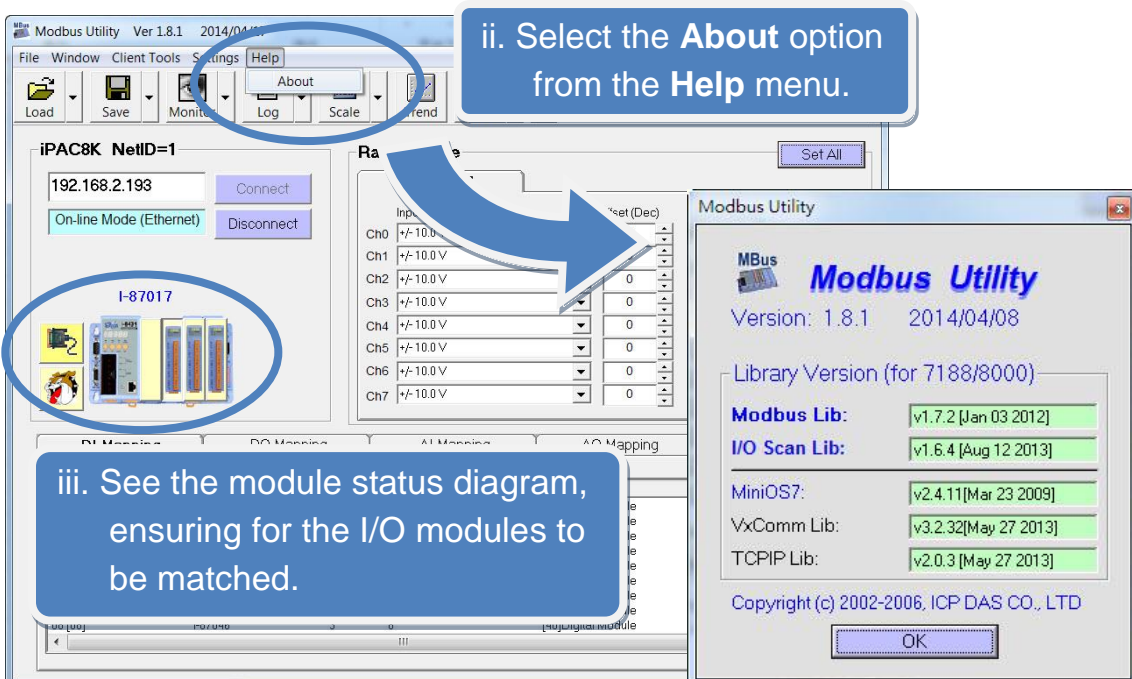 MBus
Modbus Utility Ver 1.8.1 2014/04/
File Window Client Tools Settings Help
About
Load Save Monitor Log Scale Trend
ii. Select the About option
from the Help menu.
iPAC8K NetID=1
192.168.2.193 Connect
On-line Mode (Ethernet) Disconnect
I-87017
Set All
(Dec)
Ch0 +/- 10.0 V
Ch1 +/- 10.0 V
Ch2 +/- 10.0 V 0
Ch3 +/- 10.0 V 0
Ch4 +/- 10.0 V 0
Ch5 +/- 10.0 V 0
Ch6 +/- 10.0 V 0
Ch7 +/- 10.0 V 0
DI Mapping DO Mapping AI Mapping AO Mapping
iii. See the module status diagram,
ensuring for the I/O modules to
be matched.
I-87046 [40]Digital Module
Modbus Utility
MBus
Modbus Utility
Version: 1.8.1 2014/04/08
Library Version (for 7188/8000)
Modbus Lib: v1.7.2 [Jan 03 2012]
I/O Scan Lib: v1.6.4 [Aug 12 2013]
MiniOS7: v2.4.11[Mar 23 2009]
VxComm Lib: v3.2.32[May 27 2013]
TCPIP Lib: v2.0.3 [May 27 2013]
Copyright (c) 2002-2006, ICP DAS CO., LTD
OK